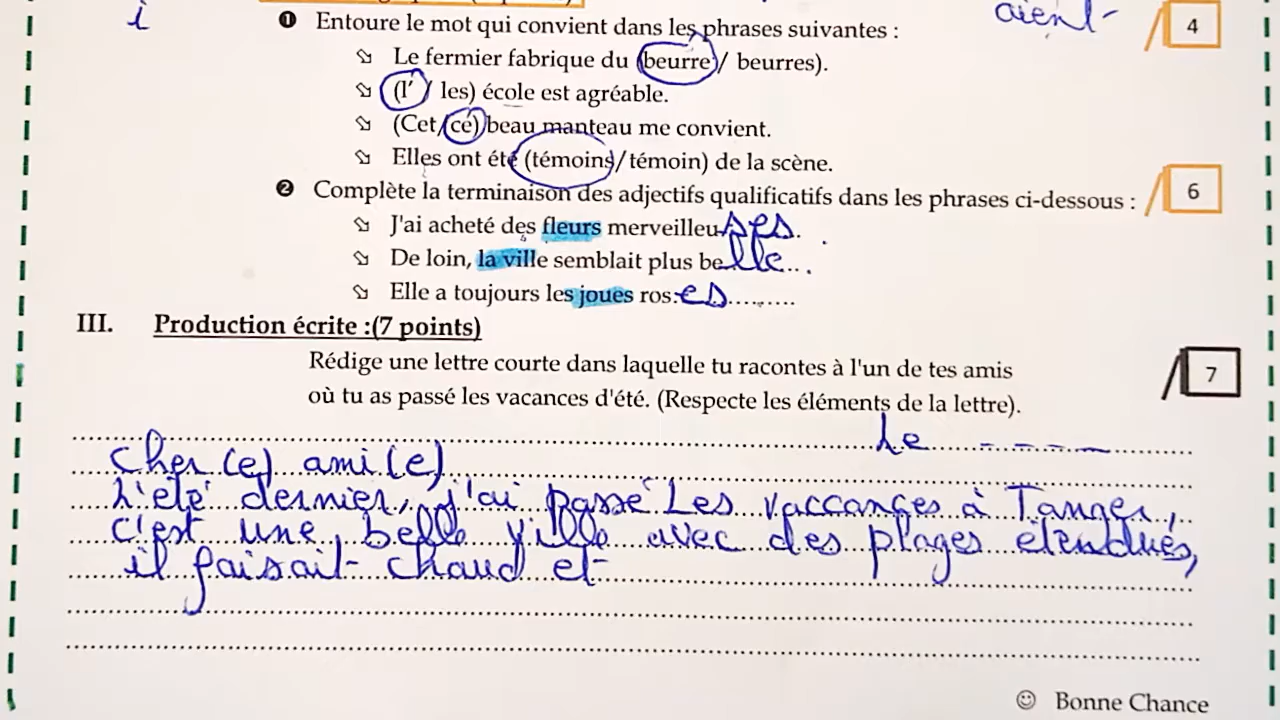 i
aient
❶ Entoure le mot qui convient dans les phrases suivantes :
4
Le fermier fabrique du (beurre / beurres).
(l' / les) école est agréable.
(Cet/ce) beau manteau me convient.
Elles ont été (témoins/témoin) de la scène.
❷ Complète la terminaison des adjectifs qualificatifs dans les phrases ci-dessous :
6
J'ai acheté des fleurs merveilleuses.
De loin, la ville semblait plus belle...
Elle a toujours les joues roses.........
III. Production écrite :(7 points)
Rédige une lettre courte dans laquelle tu racontes à l'un de tes amis
7
où tu as passé les vacances d'été. (Respecte les éléments de la lettre).
Le - - - -
Cher(e) ami(e)
L'été dernier, j'ai passé Les vaccances à Tanger,
c'est une belle ville avec des plages étendues,
il faisait chaud et
☺ Bonne Chance